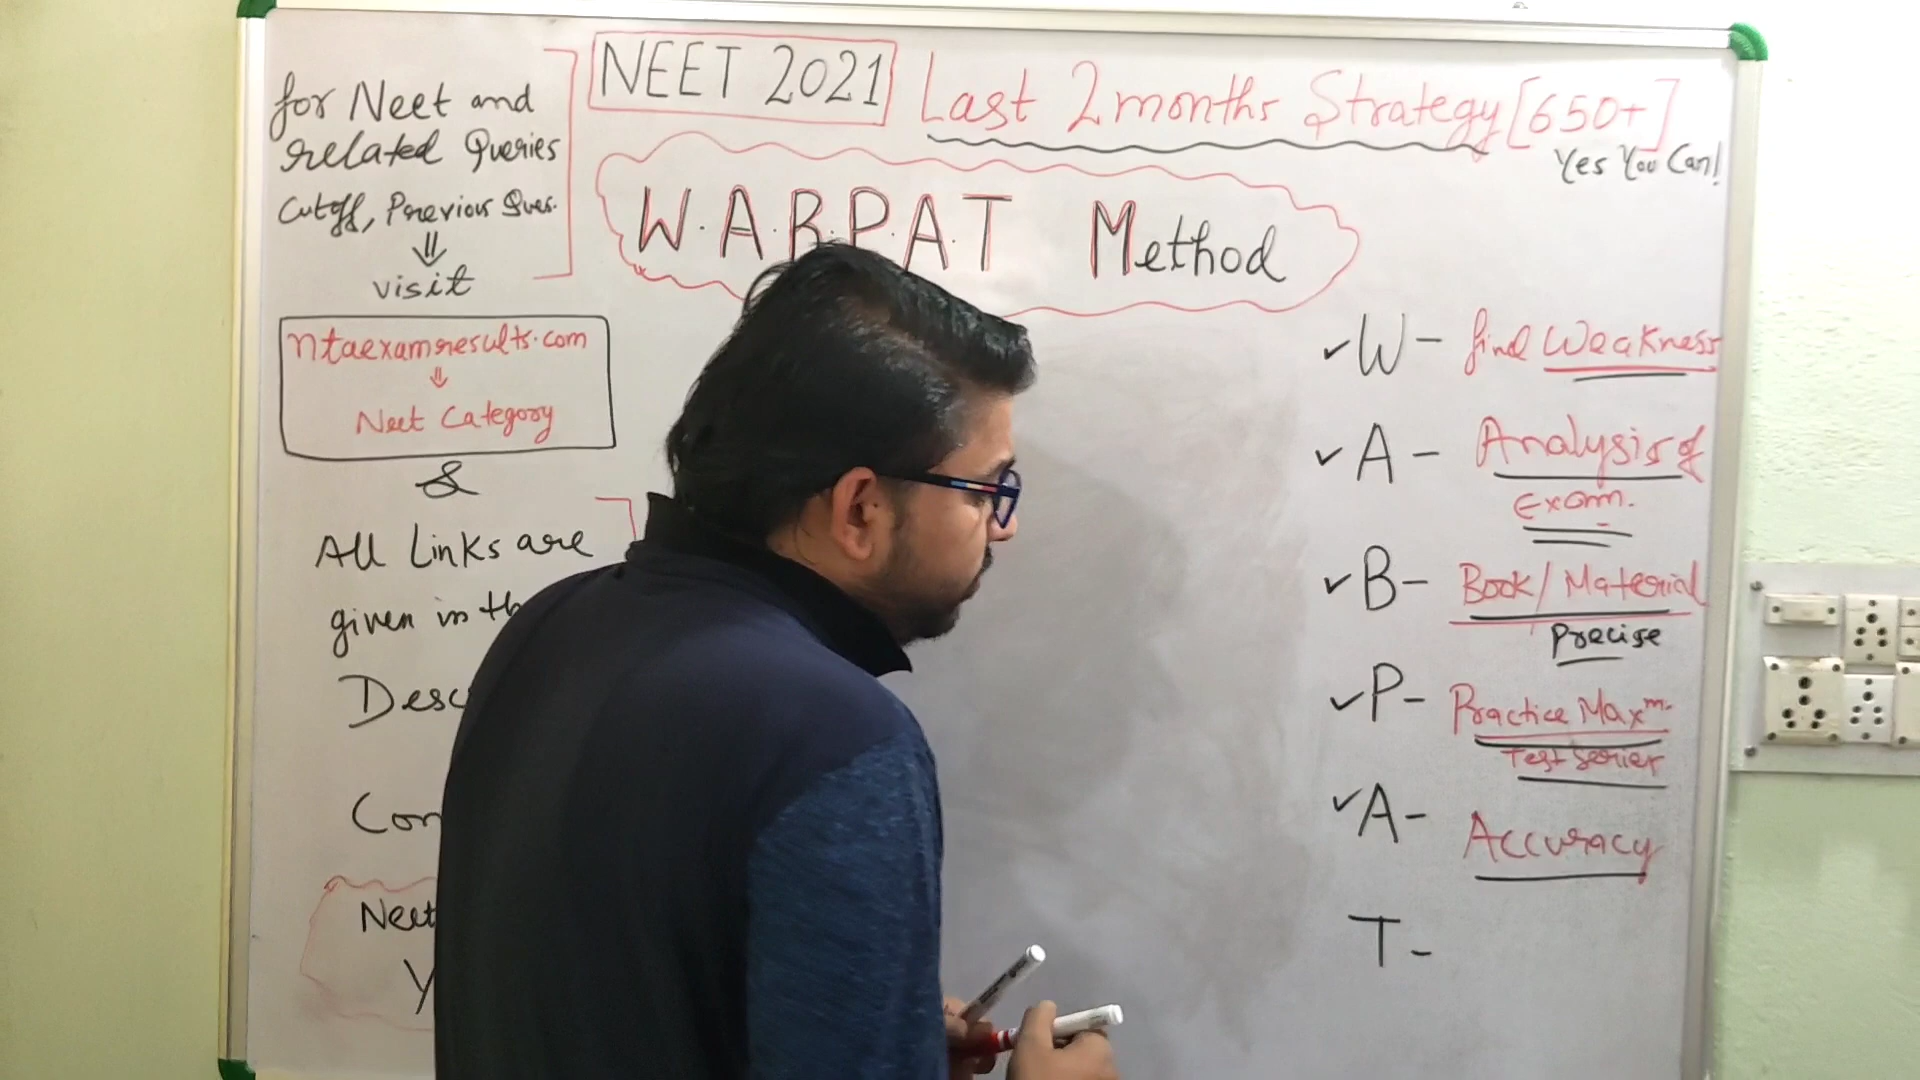 NEET 2021 Last 2 months Strategy [650+]
Yes You Can!
for Neet and
related Queries
Cutoff, Previous Ques.
⇓
visit
ntaexamresults.com
⇓
Neet Category
&
All Links are
given in th
Desc
Con
Neet
Y
W.A.B.P.A.T Method
✓ W - find Weakness
✓ A - Analysis of
Exam.
✓ B - Book / Material
Precise
✓ P - Practice Maxm.
Test Series
✓ A - Accuracy
T -